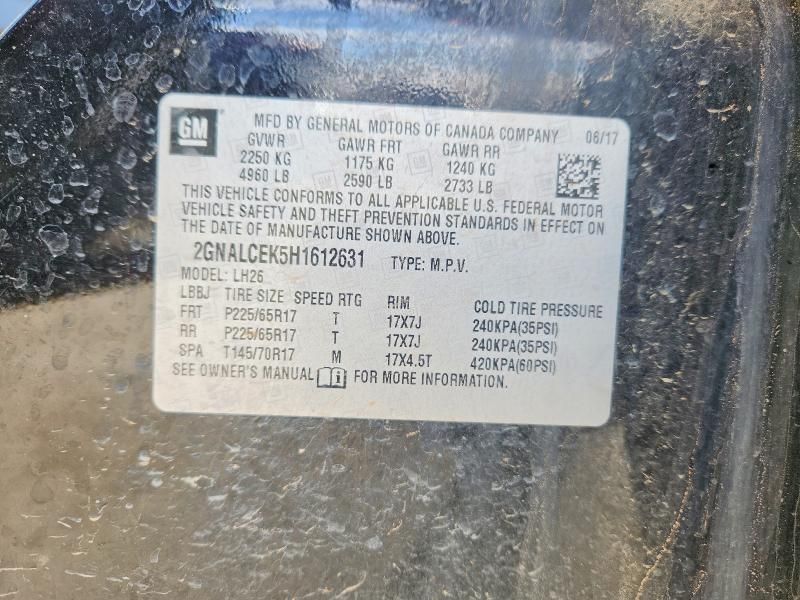 GM
MFD BY GENERAL MOTORS OF CANADA COMPANY 06/17
GVWR GAWR FRT GAWR RR
2250 KG 1175 KG 1240 KG
4960 LB 2590 LB 2733 LB
THIS VEHICLE CONFORMS TO ALL APPLICABLE U.S. FEDERAL MOTOR
VEHICLE SAFETY AND THEFT PREVENTION STANDARDS IN EFFECT ON
THE DATE OF MANUFACTURE SHOWN ABOVE.
2GNALCEK5H1612631 TYPE: M.P.V.
MODEL: LH26
LBBJ TIRE SIZE SPEED RTG RIM COLD TIRE PRESSURE
FRT P225/65R17 T 17X7J 240KPA(35PSI)
RR P225/65R17 T 17X7J 240KPA(35PSI)
SPA T145/70R17 M 17X4.5T 420KPA(60PSI)
SEE OWNER'S MANUAL i FOR MORE INFORMATION.